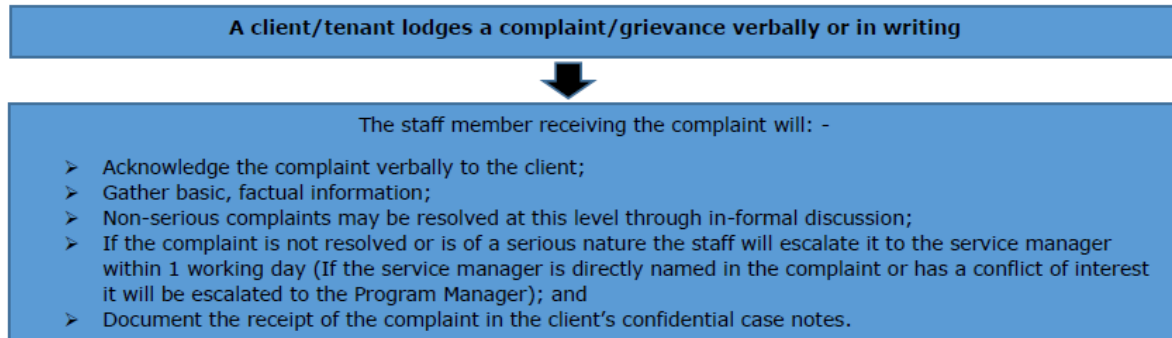 A client/tenant lodges a complaint/grievance verbally or in writing
The staff member receiving the complaint will: -
➢ Acknowledge the complaint verbally to the client;
➢ Gather basic, factual information;
➢ Non-serious complaints may be resolved at this level through in-formal discussion;
➢ If the complaint is not resolved or is of a serious nature the staff will escalate it to the service manager
within 1 working day (If the service manager is directly named in the complaint or has a conflict of interest
it will be escalated to the Program Manager); and
➢ Document the receipt of the complaint in the client's confidential case notes.